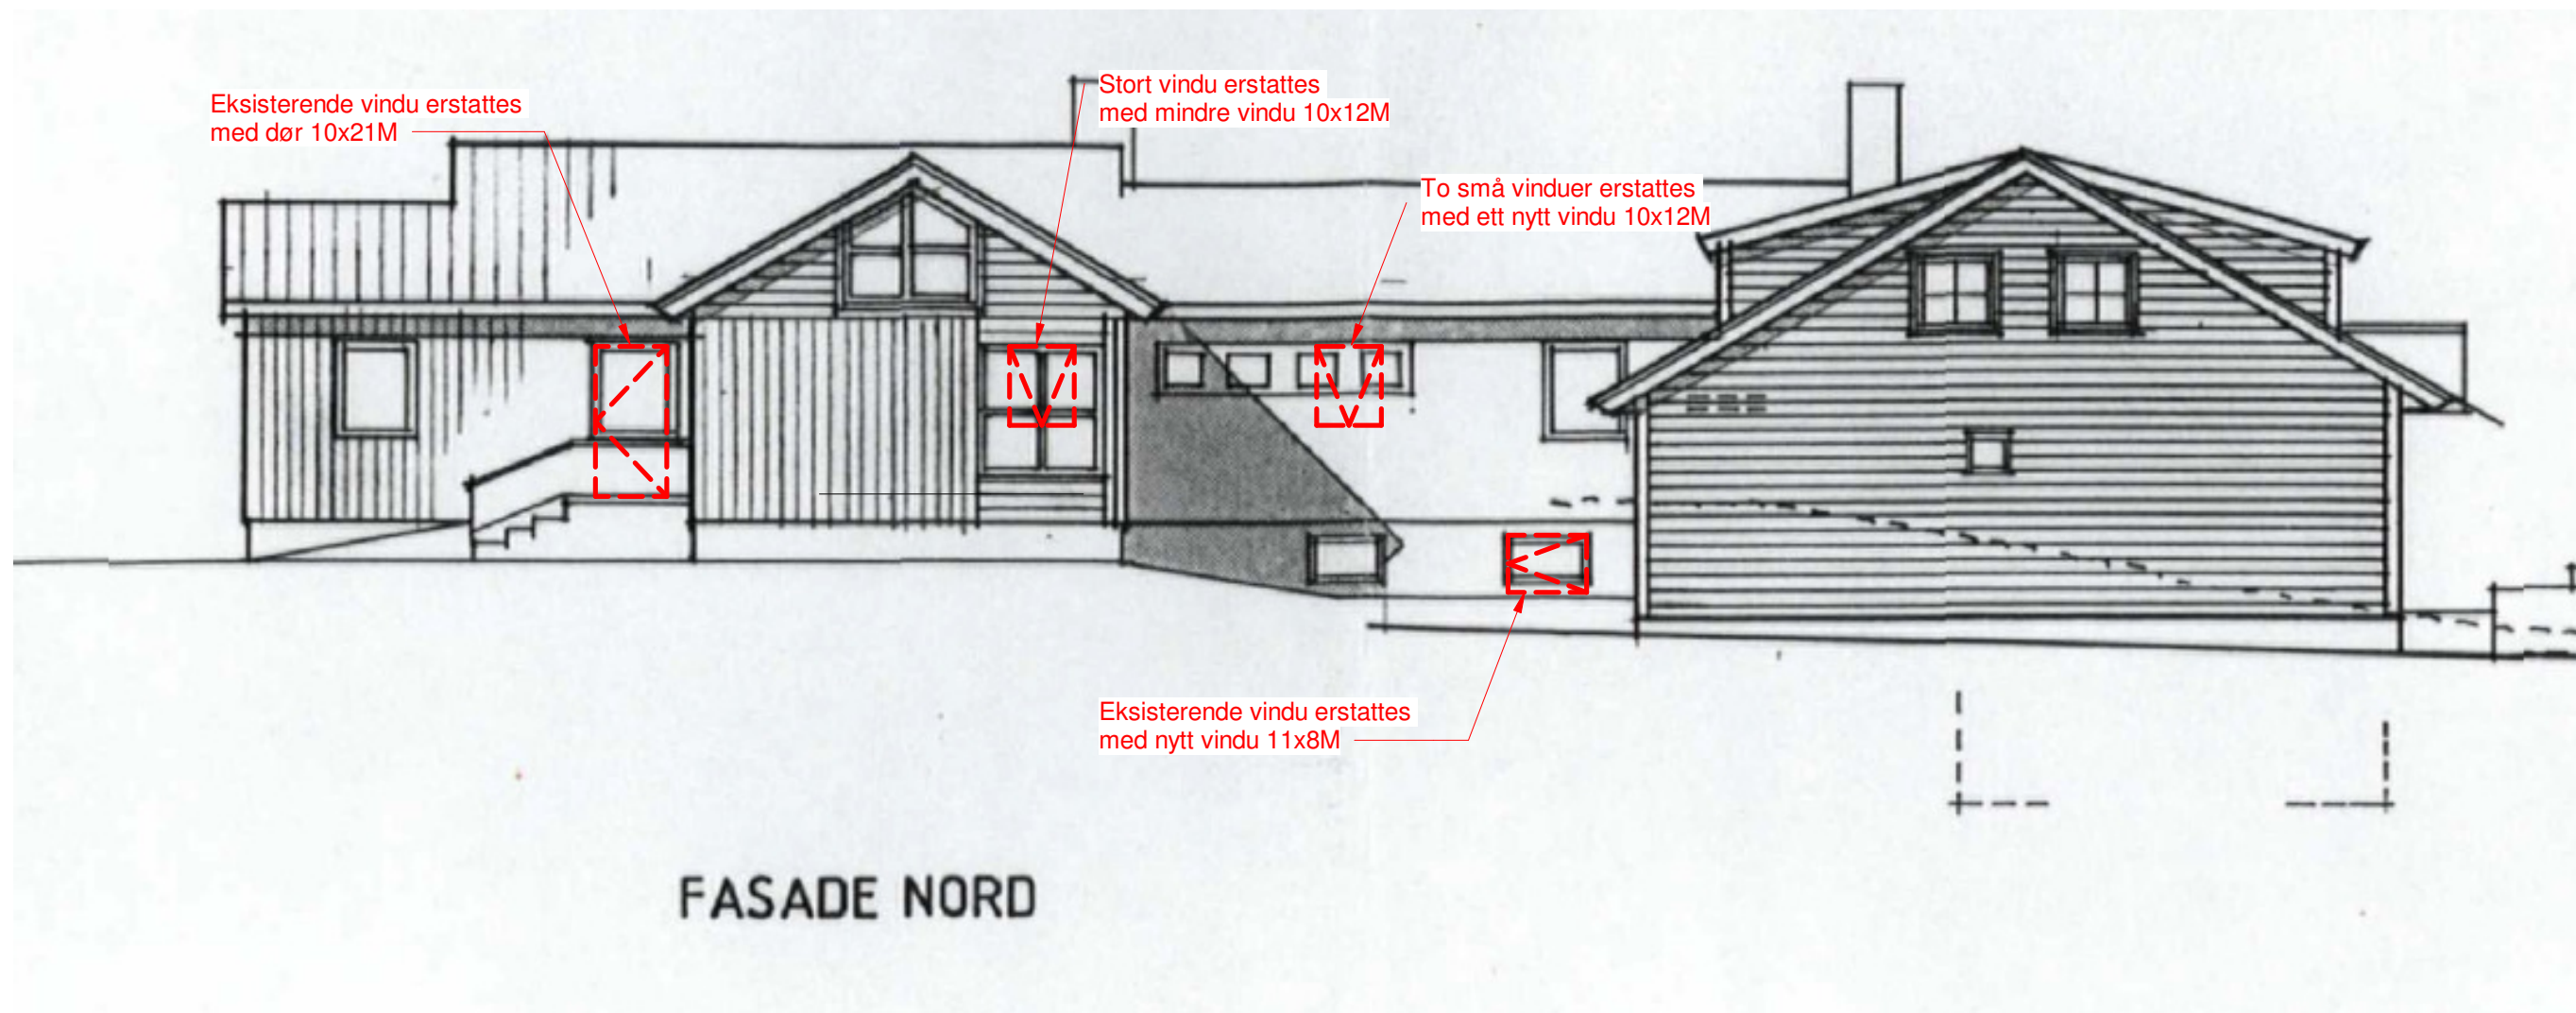 Eksisterende vindu erstattes
med dør 10x21M
Stort vindu erstattes
med mindre vindu 10x12M
To små vinduer erstattes
med ett nytt vindu 10x12M
Eksisterende vindu erstattes
med nytt vindu 11x8M
FASADE NORD